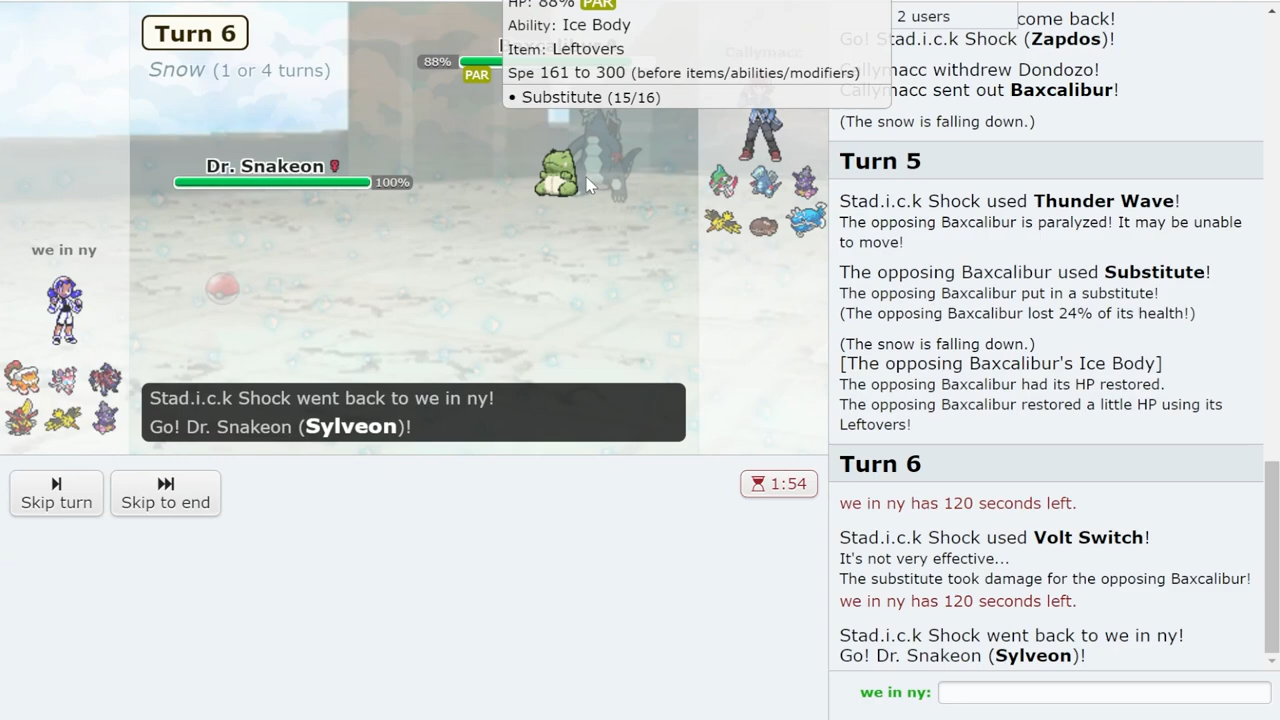 Turn 6
Snow (1 or 4 turns)
HP: 88% PAR
Ability: Ice Body
Item: Leftovers
Spe 161 to 300 (before items/abilities/modifiers)
• Substitute (15/16)
88%
PAR
Callymacc
Dr. Snakeon
100%
we in ny
Stad.i.c.k Shock went back to we in ny!
Go! Dr. Snakeon (Sylveon)!
Skip turn
Skip to end
1:54
2 users
come back!
Go! Stad.i.c.k Shock (Zapdos)!
Callymacc withdrew Dondozo!
Callymacc sent out Baxcalibur!
(The snow is falling down.)
Turn 5
Stad.i.c.k Shock used Thunder Wave!
The opposing Baxcalibur is paralyzed! It may be unable
to move!
The opposing Baxcalibur used Substitute!
The opposing Baxcalibur put in a substitute!
(The opposing Baxcalibur lost 24% of its health!)
(The snow is falling down.)
[The opposing Baxcalibur's Ice Body]
The opposing Baxcalibur had its HP restored.
The opposing Baxcalibur restored a little HP using its
Leftovers!
Turn 6
we in ny has 120 seconds left.
Stad.i.c.k Shock used Volt Switch!
It's not very effective...
The substitute took damage for the opposing Baxcalibur!
we in ny has 120 seconds left.
Stad.i.c.k Shock went back to we in ny!
Go! Dr. Snakeon (Sylveon)!
we in ny: